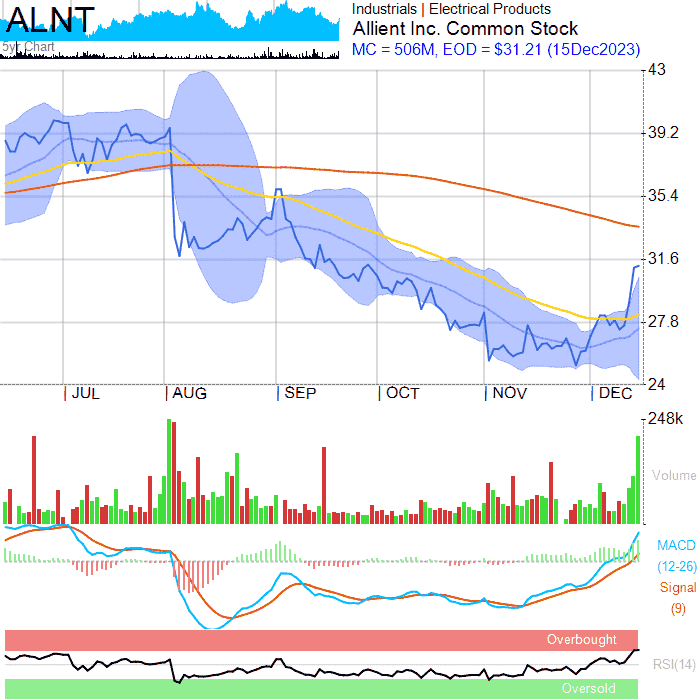 ALNT
5yr Chart
Industrials | Electrical Products
Allient Inc. Common Stock
MC = 506M, EOD = $31.21 (15Dec2023)
43
39.2
35.4
31.6
27.8
24
JUL AUG SEP OCT NOV DEC
248k
Volume
MACD
(12-26)
Signal
(9)
Overbought
RSI(14)
Oversold